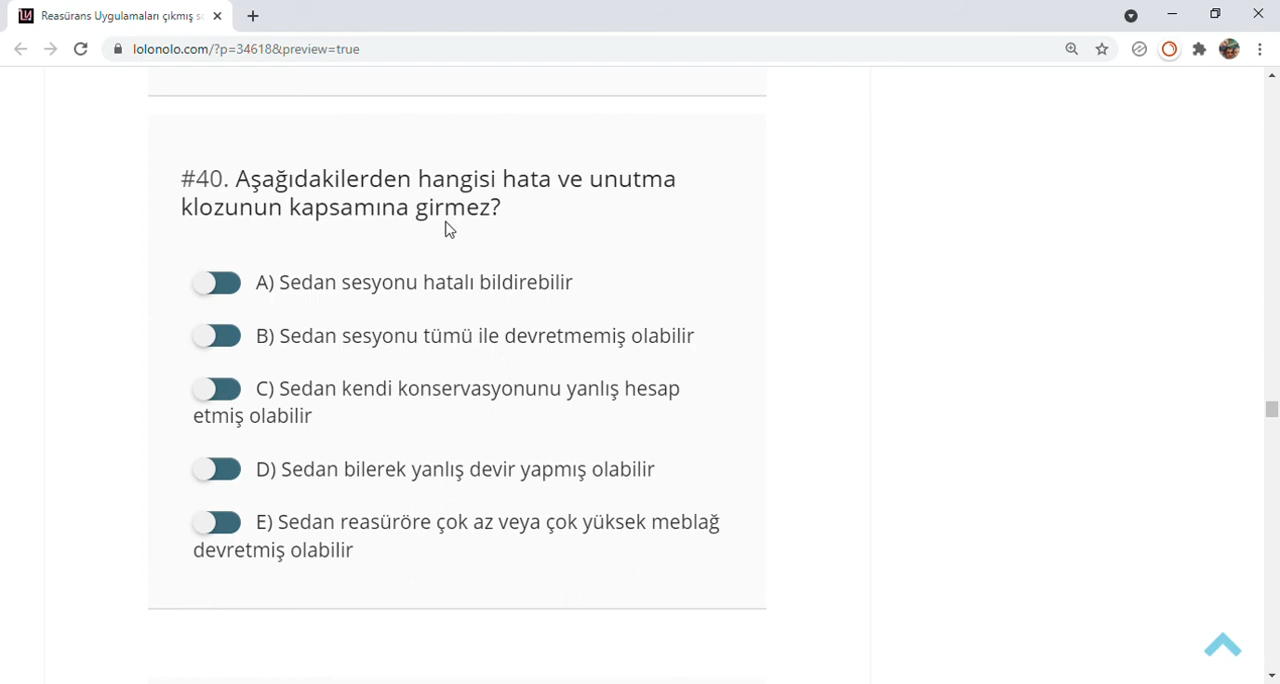 Reasürans Uygulamaları çıkmış so
lolonolo.com/?p=34618&preview=true
#40. Aşağıdakilerden hangisi hata ve unutma
klozunun kapsamına girmez?
A) Sedan sesyonu hatalı bildirebilir
B) Sedan sesyonu tümü ile devretmemiş olabilir
C) Sedan kendi konservasyonunu yanlış hesap
etmiş olabilir
D) Sedan bilerek yanlış devir yapmış olabilir
E) Sedan reasüröre çok az veya çok yüksek meblağ
devretmiş olabilir